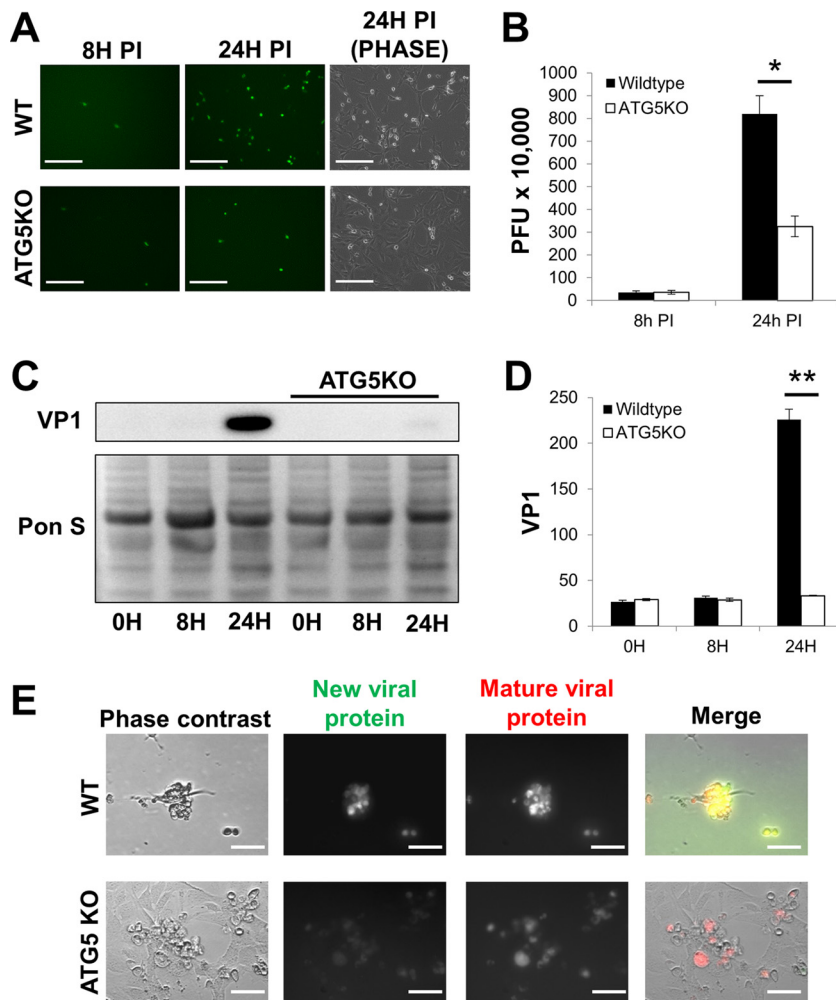 A
8H PI
24H PI
24H PI
(PHASE)
WT
ATG5KO
B
PFU x 10,000
1000
900
800
700
600
500
400
300
200
100
0
Wildtype
ATG5KO
*
8h PI
24h PI
C
ATG5KO
VP1
Pon S
0H
8H
24H
0H
8H
24H
D
VP1
250
200
150
100
50
0
Wildtype
ATG5KO
**
0H
8H
24H
E
Phase contrast
New viral
protein
Mature viral
protein
Merge
WT
ATG5 KO